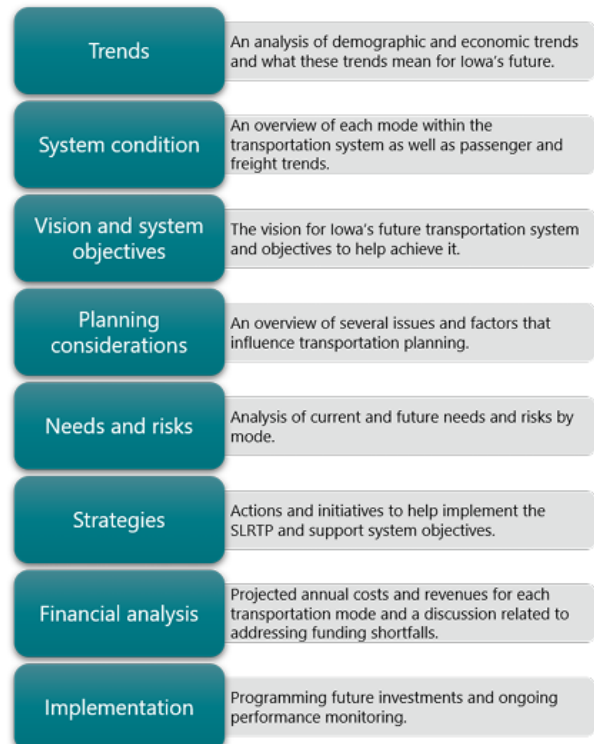 Trends
An analysis of demographic and economic trends
and what these trends mean for Iowa's future.
System condition
An overview of each mode within the
transportation system as well as passenger and
freight trends.
Vision and system
objectives
The vision for Iowa's future transportation system
and objectives to help achieve it.
Planning
considerations
An overview of several issues and factors that
influence transportation planning.
Needs and risks
Analysis of current and future needs and risks by
mode.
Strategies
Actions and initiatives to help implement the
SLRTP and support system objectives.
Financial analysis
Projected annual costs and revenues for each
transportation mode and a discussion related to
addressing funding shortfalls.
Implementation
Programming future investments and ongoing
performance monitoring.